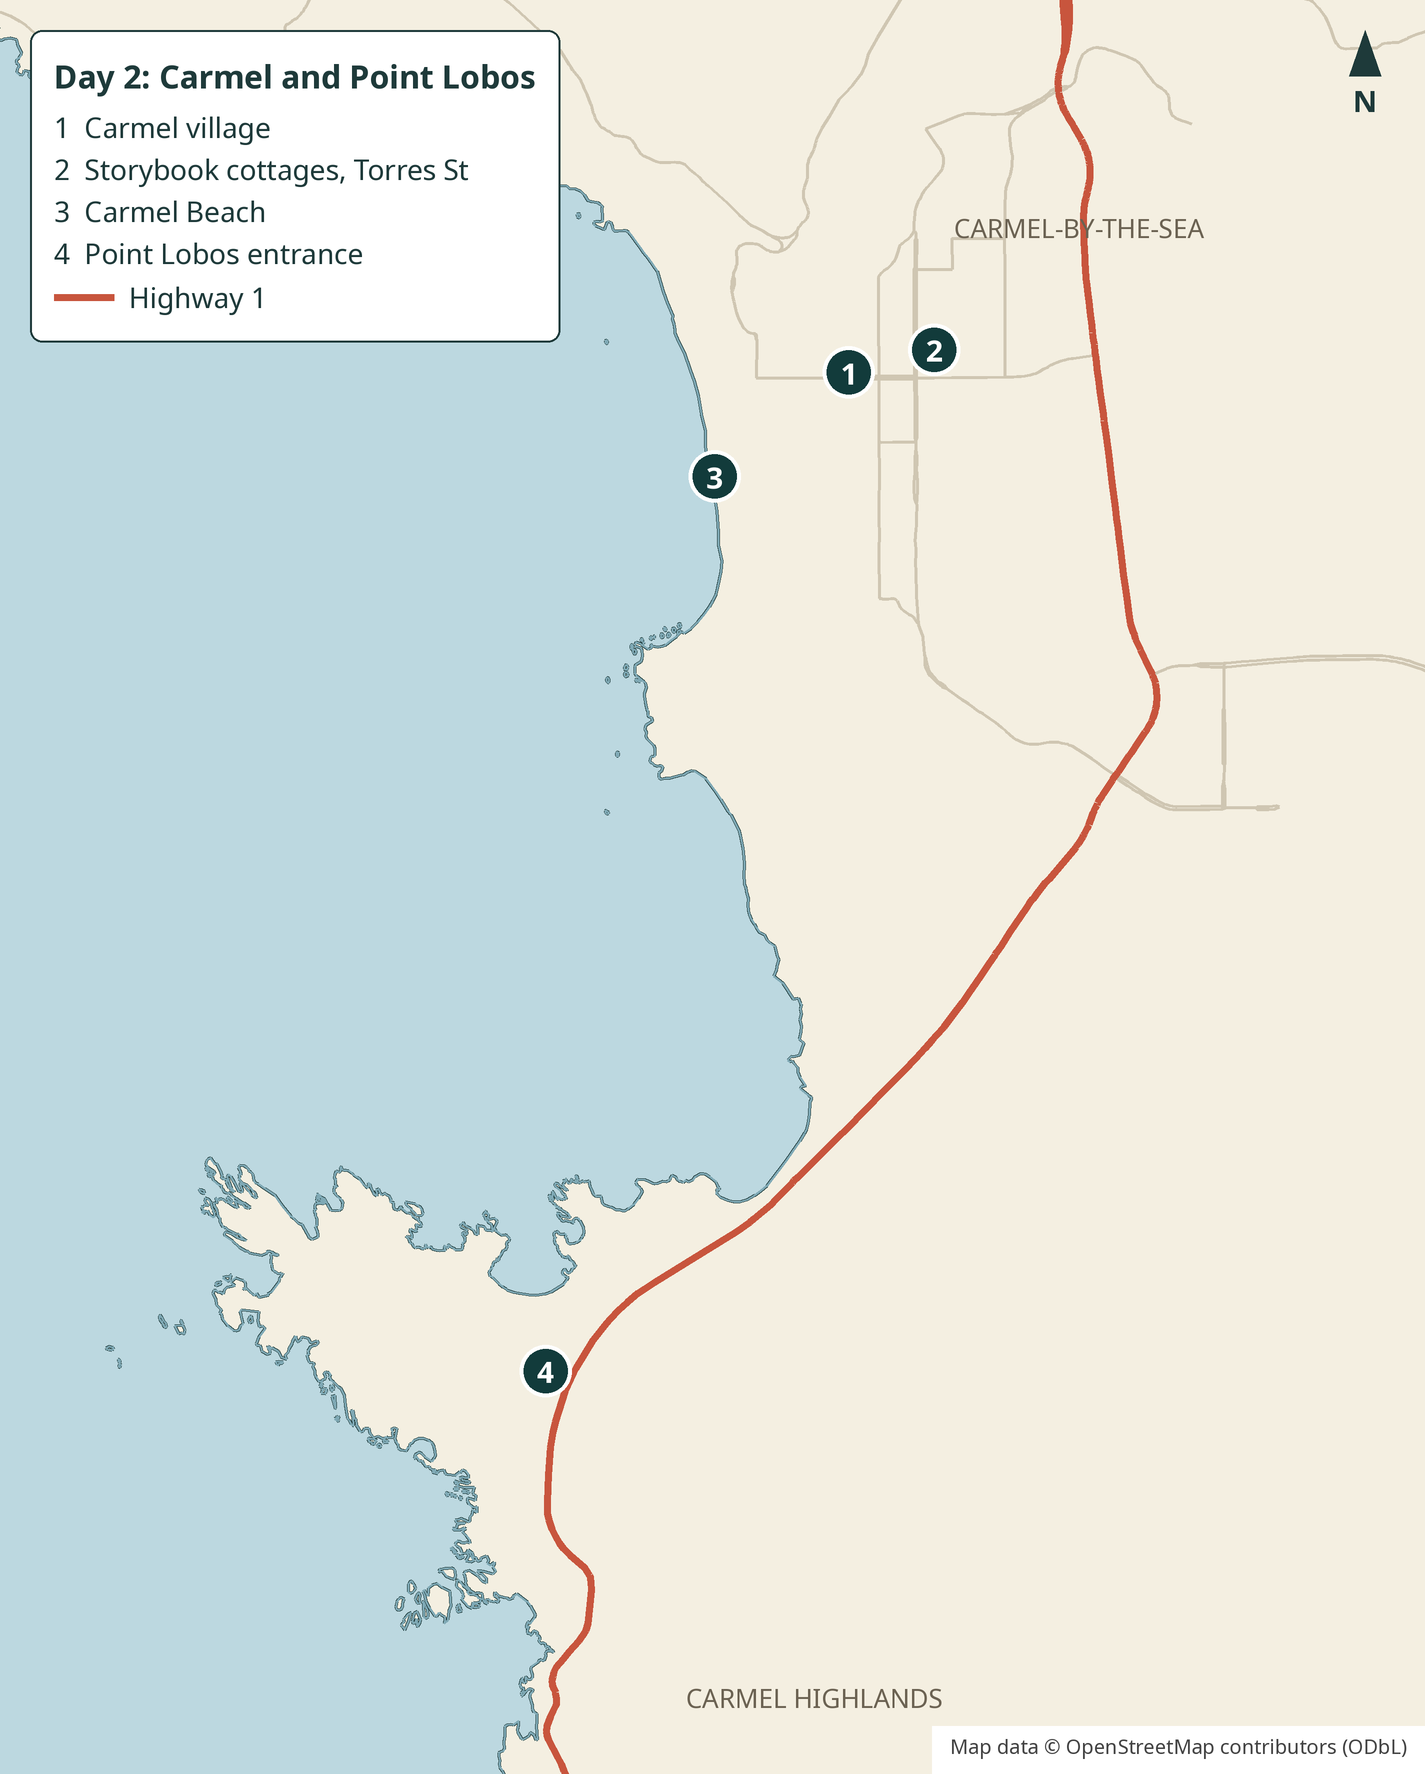 Day 2: Carmel and Point Lobos
1 Carmel village
2 Storybook cottages, Torres St
3 Carmel Beach
4 Point Lobos entrance
Highway 1
N
CARMEL-BY-THE-SEA
2
1
3
4
CARMEL HIGHLANDS
Map data © OpenStreetMap contributors (ODbL)